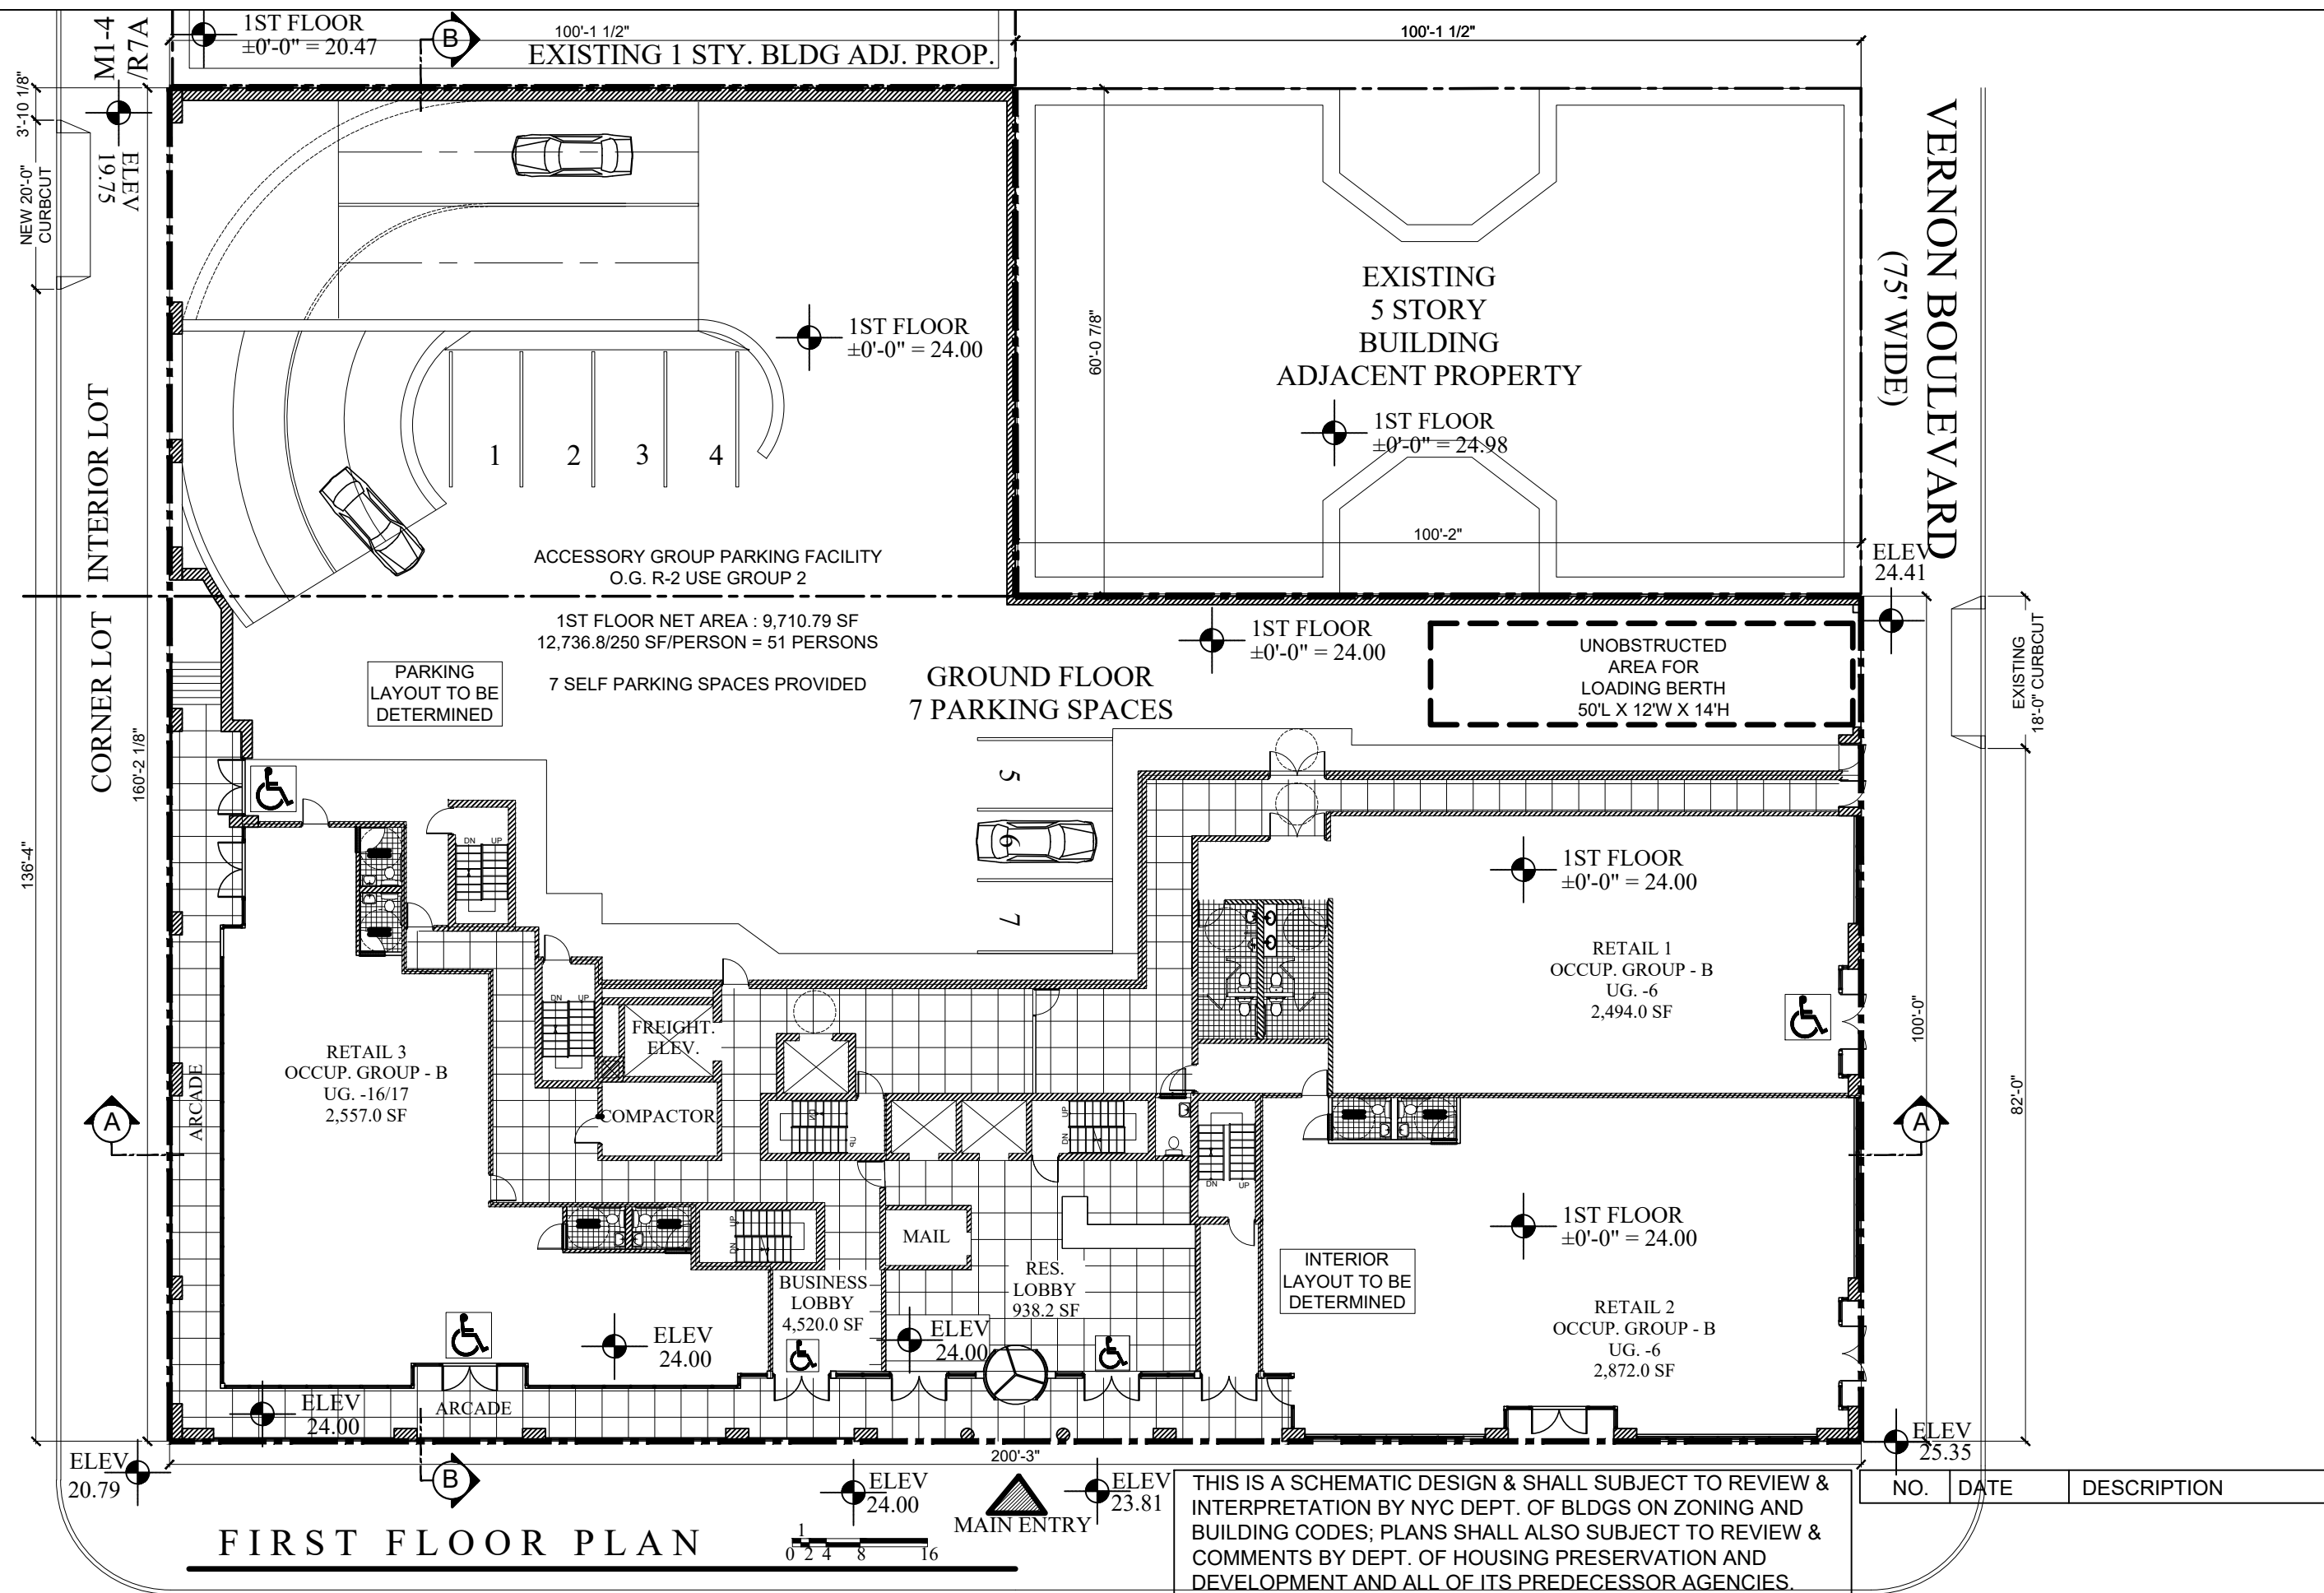 M1-4
/R7A
1ST FLOOR
±0'-0" = 20.47
B
100'-1 1/2"
EXISTING 1 STY. BLDG ADJ. PROP.
100'-1 1/2"
3'-10 1/8"
NEW 20'-0"
CURBCUT
ELEV
19.75
VERNON BOULEVARD
(75' WIDE)
EXISTING
5 STORY
BUILDING
ADJACENT PROPERTY
1ST FLOOR
±0'-0" = 24.98
60'-0 7/8"
100'-2"
1ST FLOOR
±0'-0" = 24.00
1
2
3
4
INTERIOR LOT
CORNER LOT
160'-2 1/8"
136'-4"
ACCESSORY GROUP PARKING FACILITY
O.G. R-2 USE GROUP 2
1ST FLOOR NET AREA : 9,710.79 SF
12,736.8/250 SF/PERSON = 51 PERSONS
7 SELF PARKING SPACES PROVIDED
PARKING
LAYOUT TO BE
DETERMINED
GROUND FLOOR
7 PARKING SPACES
1ST FLOOR
±0'-0" = 24.00
UNOBSTRUCTED
AREA FOR
LOADING BERTH
50'L X 12'W X 14'H
ELEV
24.41
EXISTING
18'-0" CURBCUT
5
6
7
DN
UP
1ST FLOOR
±0'-0" = 24.00
RETAIL 1
OCCUP. GROUP - B
UG. -6
2,494.0 SF
100'-0"
82'-0"
DN
UP
FREIGHT.
ELEV.
COMPACTOR
RETAIL 3
OCCUP. GROUP - B
UG. -16/17
2,557.0 SF
ARCADE
A
DN
UP
UP
DN
DN
UP
A
UP
DN
MAIL
BUSINESS
LOBBY
4,520.0 SF
RES.
LOBBY
938.2 SF
INTERIOR
LAYOUT TO BE
DETERMINED
1ST FLOOR
±0'-0" = 24.00
RETAIL 2
OCCUP. GROUP - B
UG. -6
2,872.0 SF
ELEV
24.00
ELEV
24.00
ELEV
24.00
ARCADE
ELEV
20.79
B
200'-3"
ELEV
24.00
MAIN ENTRY
ELEV
23.81
ELEV
25.35
FIRST FLOOR PLAN
1
0 2 4 8 16
THIS IS A SCHEMATIC DESIGN & SHALL SUBJECT TO REVIEW &
INTERPRETATION BY NYC DEPT. OF BLDGS ON ZONING AND
BUILDING CODES; PLANS SHALL ALSO SUBJECT TO REVIEW &
COMMENTS BY DEPT. OF HOUSING PRESERVATION AND
DEVELOPMENT AND ALL OF ITS PREDECESSOR AGENCIES.
NO. DATE DESCRIPTION